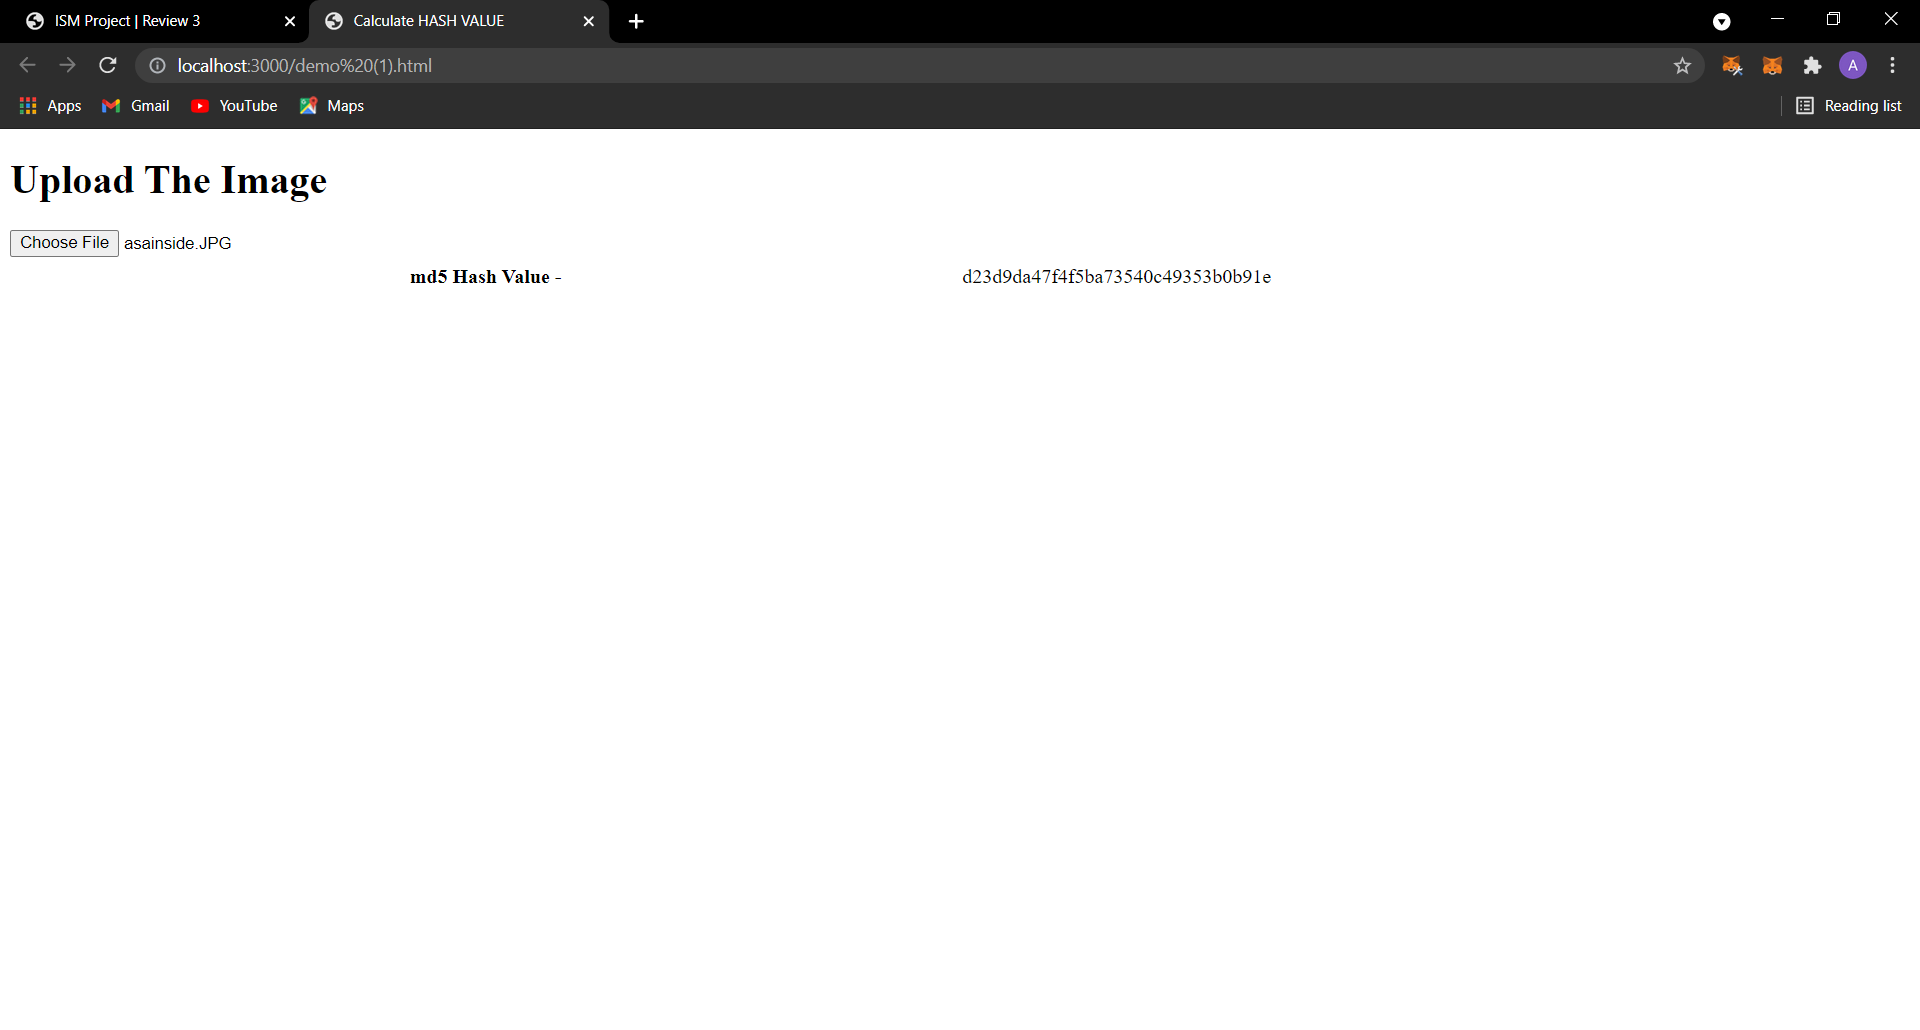 ISM Project | Review 3
Calculate HASH VALUE
localhost:3000/demo%20(1).html
A
Apps Gmail YouTube Maps Reading list
Upload The Image
Choose File asainside.JPG
md5 Hash Value - d23d9da47f4f5ba73540c49353b0b91e